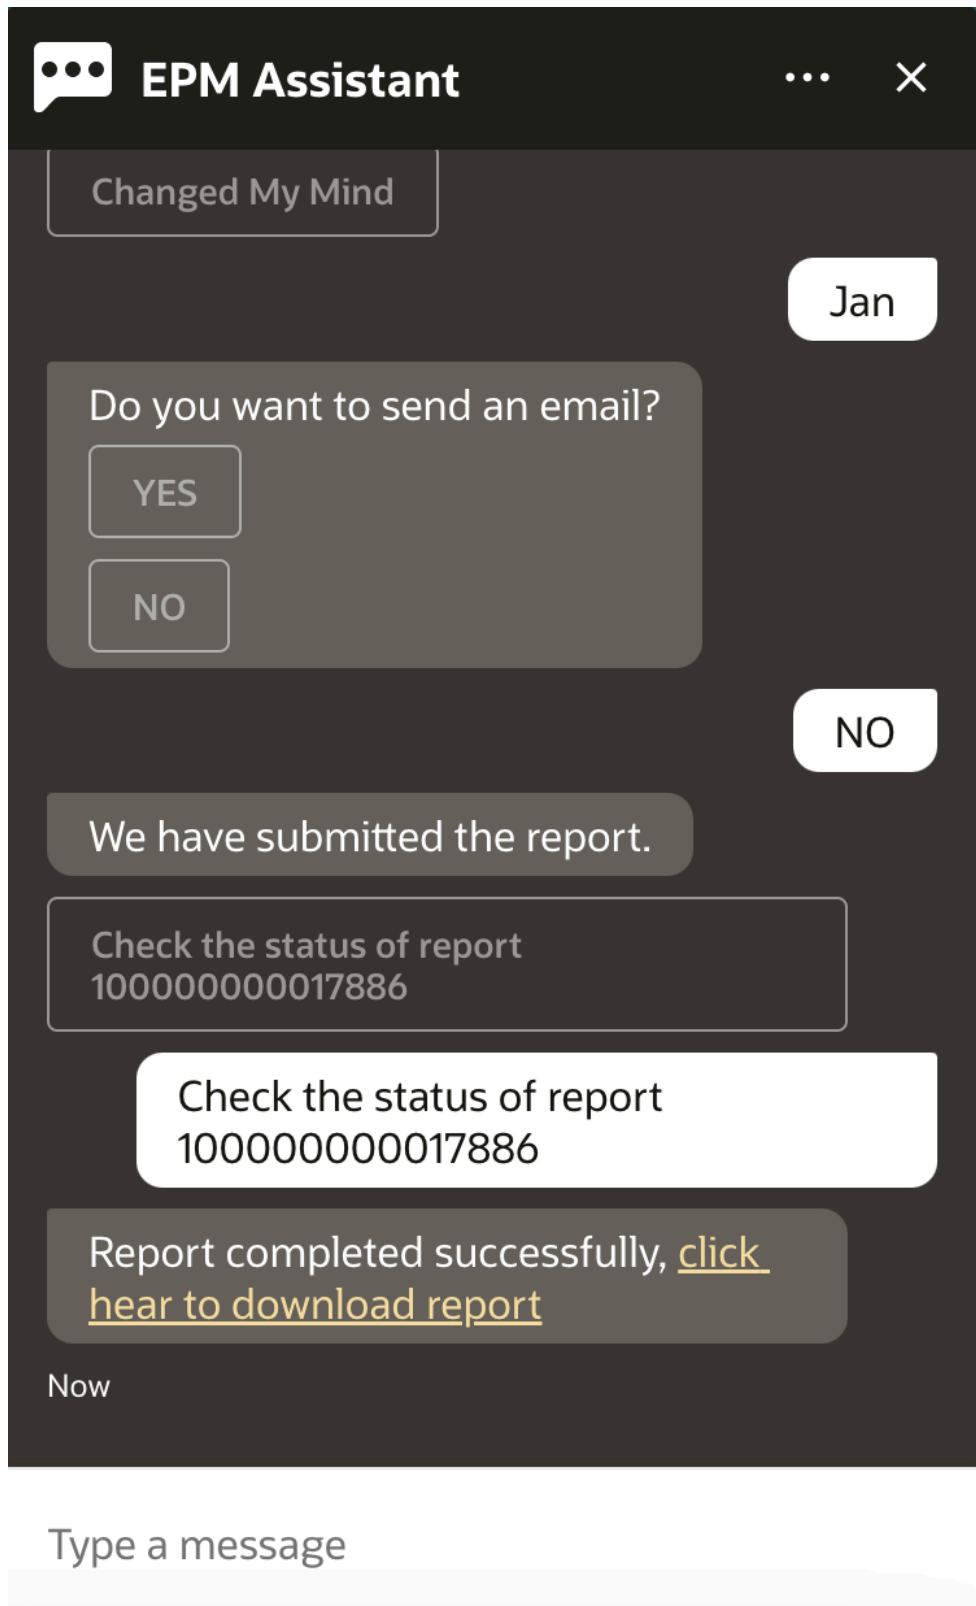 EPM Assistant
Changed My Mind
Jan
Do you want to send an email?
YES
NO
NO
We have submitted the report.
Check the status of report
100000000017886
Check the status of report
100000000017886
Report completed successfully, click
hear to download report
Now
Type a message